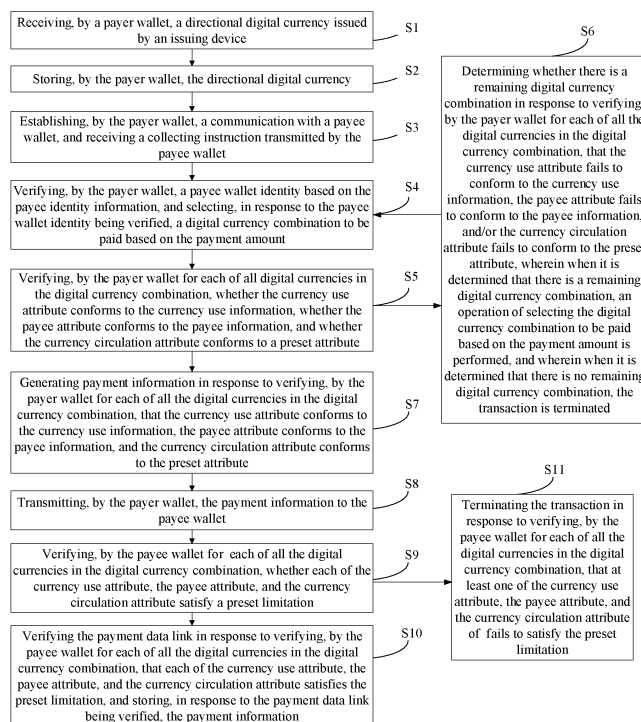 Receiving, by a payer wallet, a directional digital currency issued
by an issuing device
S1
Storing, by the payer wallet, the directional digital currency
S2
Establishing, by the payer wallet, a communication with a payee
wallet, and receiving a collecting instruction transmitted by the
payee wallet
S3
Verifying, by the payer wallet, a payee wallet identity based on the
payee identity information, and selecting, in response to the payee
wallet identity being verified, a digital currency combination to be
paid based on the payment amount
S4
Verifying, by the payer wallet for each of all digital currencies in
the digital currency combination, whether the currency use
attribute conforms to the currency use information, whether the
payee attribute conforms to the payee information, and whether
the currency circulation attribute conforms to a preset attribute
S5
S6
Determining whether there is a
remaining digital currency
combination in response to verifying,
by the payer wallet for each of all the
digital currencies in the digital
currency combination, that the
currency use attribute fails to
conform to the currency use
information, the payee attribute fails
to conform to the payee information,
and/or the currency circulation
attribute fails to conform to the preset
attribute, wherein when it is
determined that there is a remaining
digital currency combination, an
operation of selecting the digital
currency combination to be paid
based on the payment amount is
performed, and wherein when it is
determined that there is no remaining
digital currency combination, the
transaction is terminated
Generating payment information in response to verifying, by the
payer wallet for each of all the digital currencies in the digital
currency combination, that the currency use attribute conforms to
the currency use information, the payee attribute conforms to the
payee information, and the currency circulation attribute conforms
to the preset attribute
S7
Transmitting, by the payer wallet, the payment information to the
payee wallet
S8
Verifying, by the payee wallet for each of all the digital
currencies in the digital currency combination, whether each of the
currency use attribute, the payee attribute, and the currency
circulation attribute satisfy a preset limitation
S9
Verifying the payment data link in response to verifying, by the
payee wallet for each of all the digital currencies in the digital
currency combination, that each of the currency use attribute, the
payee attribute, and the currency circulation attribute satisfies the
preset limitation, and storing, in response to the payment data link
being verified, the payment information
S10
S11
Terminating the transaction in
response to verifying, by the
payee wallet for each of all the
digital currencies in the digital
currency combination, that at
least one of the currency use
attribute, the payee attribute, and
the currency circulation attribute
of fails to satisfy the preset
limitation